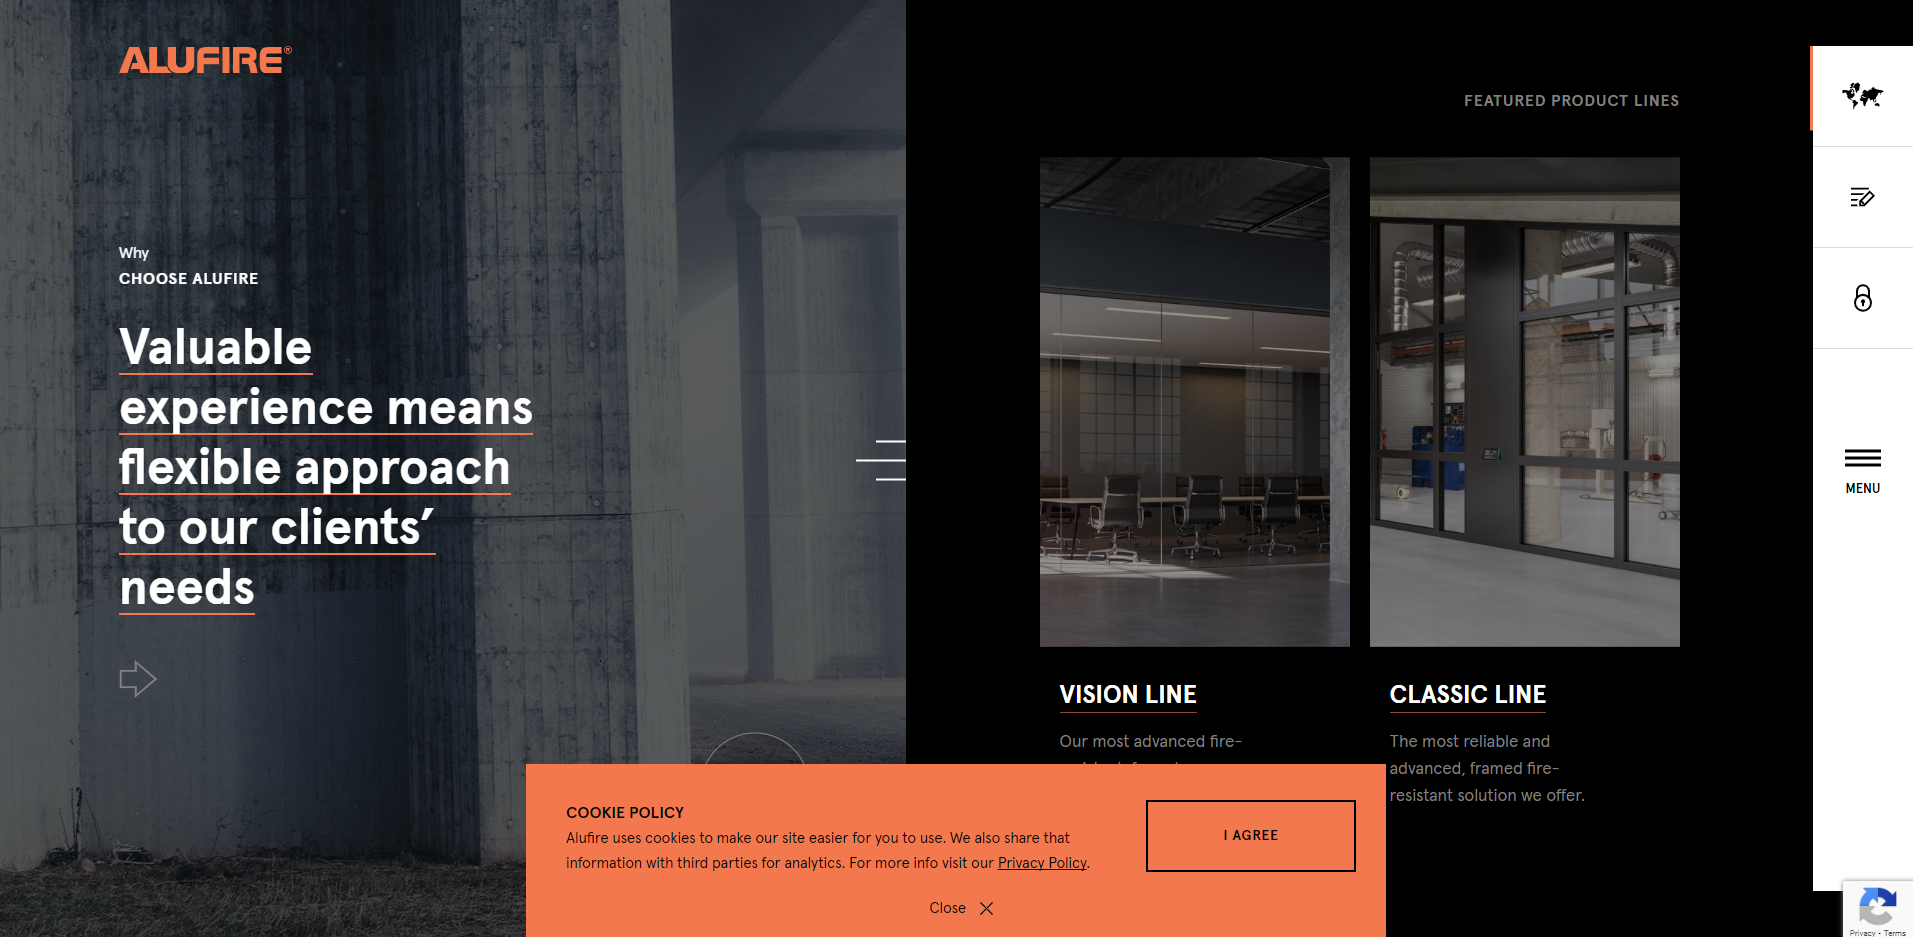 ALUFIRE®
FEATURED PRODUCT LINES
Why
CHOOSE ALUFIRE
Valuable
experience means
flexible approach
to our clients’
needs
MENU
VISION LINE
Our most advanced fire-
CLASSIC LINE
The most reliable and
advanced, framed fire-
resistant solution we offer.
COOKIE POLICY
Alufire uses cookies to make our site easier for you to use. We also share that
information with third parties for analytics. For more info visit our Privacy Policy.
I AGREE
Close
Privacy - Terms